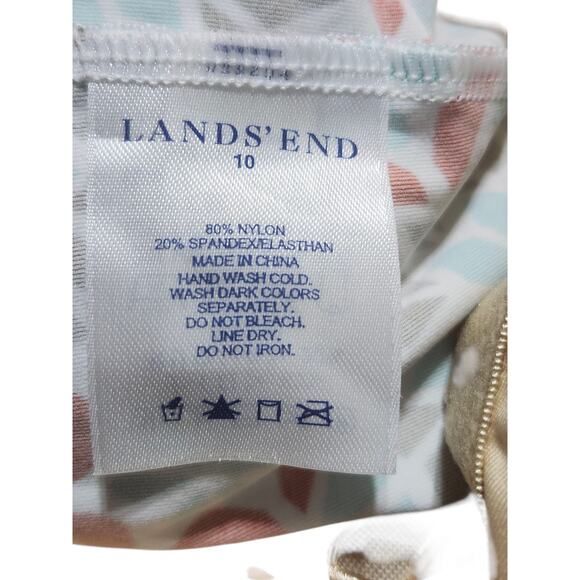 LANDS' END
10
80% NYLON
20% SPANDEX/ELASTHAN
MADE IN CHINA
HAND WASH COLD.
WASH DARK COLORS
SEPARATELY.
DO NOT BLEACH.
LINE DRY.
DO NOT IRON.